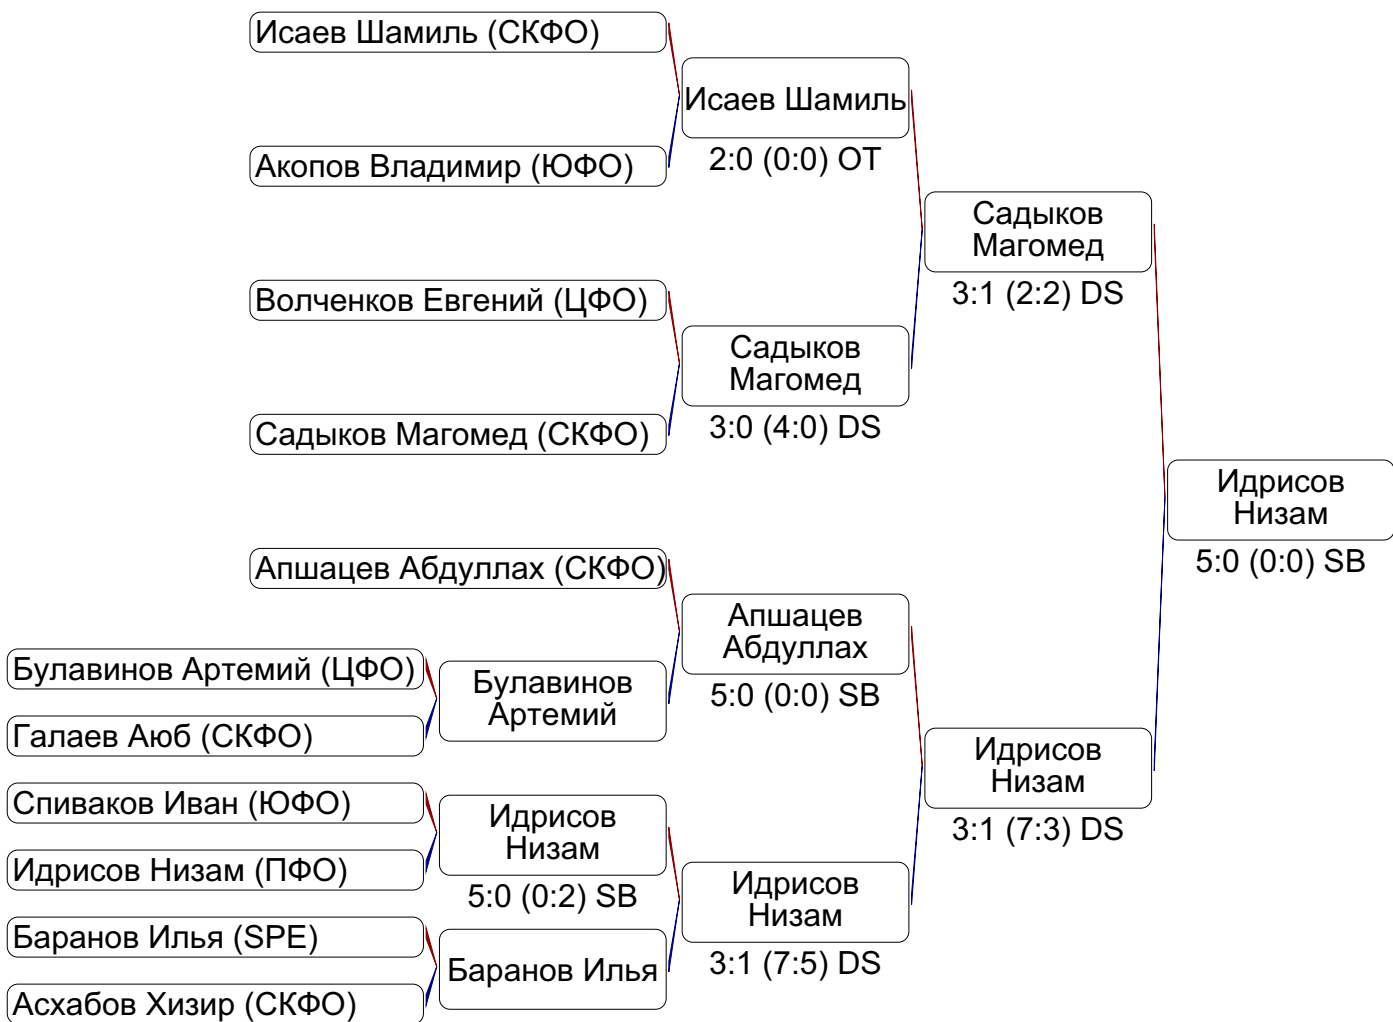 Исаев Шамиль (СКФО)
Исаев Шамиль
Акопов Владимир (ЮФО)
2:0 (0:0) ОТ
Садыков
Магомед
Волченков Евгений (ЦФО)
3:1 (2:2) DS
Садыков
Магомед
Садыков Магомед (СКФО)
3:0 (4:0) DS
Идрисов
Низам
Апшацев Абдуллах (СКФО)
5:0 (0:0) SB
Апшацев
Абдуллах
Булавинов Артемий (ЦФО)
Булавинов
Артемий
5:0 (0:0) SB
Галаев Аюб (СКФО)
Идрисов
Низам
Спиваков Иван (ЮФО)
Идрисов
Низам
3:1 (7:3) DS
Идрисов Низам (ПФО)
5:0 (0:2) SB
Идрисов
Низам
Баранов Илья (SPE)
Баранов Илья
3:1 (7:5) DS
Асхабов Хизир (СКФО)